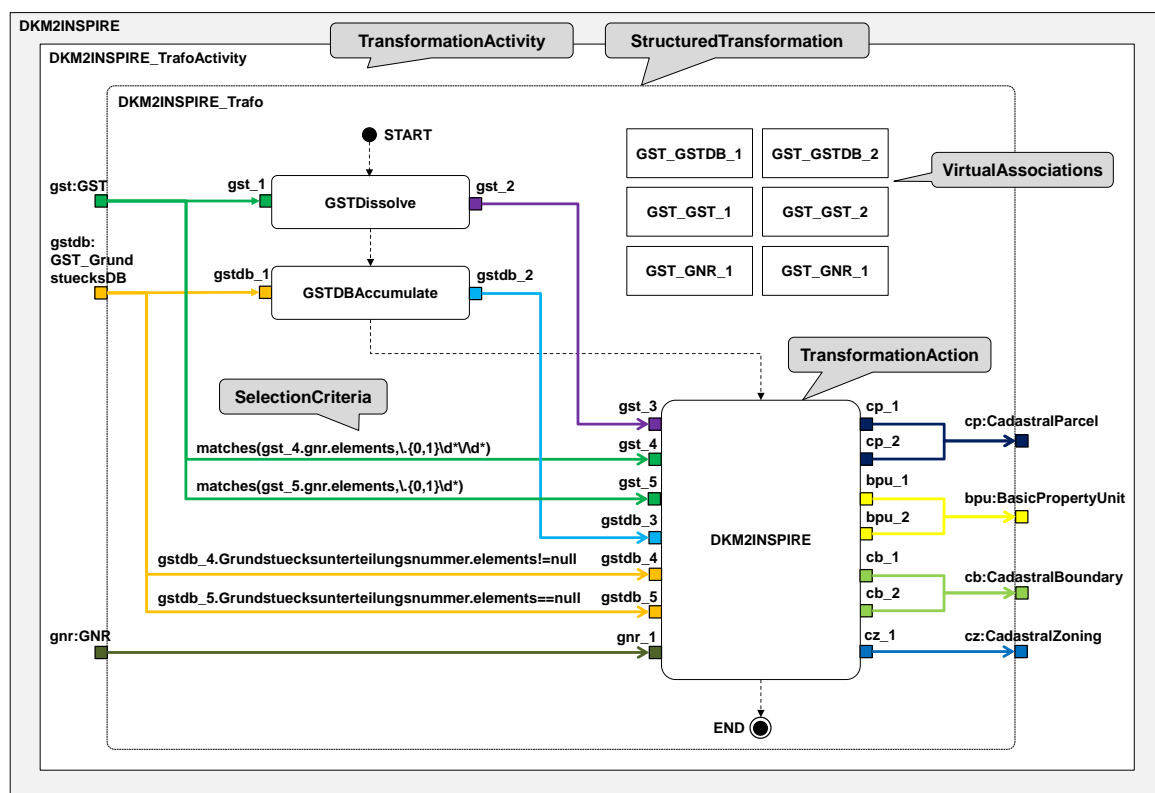 DKM2INSPIRE
DKM2INSPIRE_TrafoActivity
TransformationActivity
StructuredTransformation
DKM2INSPIRE_Trafo
START
GST_GSTDB_1
GST_GSTDB_2
VirtualAssociations
gst:GST
gst_1
GSTDissolve
gst_2
GST_GST_1
GST_GST_2
gstdb:
GST_Grund
stuecksDB
gstdb_1
GSTDBAccumulate
gstdb_2
GST_GNR_1
GST_GNR_1
TransformationAction
SelectionCriteria
gst_3
cp_1
cp:CadastralParcel
matches(gst_4.gnr.elements,\.{0,1}\d*\/\d*)
gst_4
cp_2
matches(gst_5.gnr.elements,\.{0,1}\d*)
gst_5
bpu_1
bpu:BasicPropertyUnit
gstdb_3
bpu_2
DKM2INSPIRE
gstdb_4.Grundstuecksunterteilungsnummer.elements!=null
gstdb_4
cb_1
cb:CadastralBoundary
gstdb_5.Grundstuecksunterteilungsnummer.elements==null
gstdb_5
cb_2
gnr:GNR
gnr_1
cz_1
cz:CadastralZoning
END